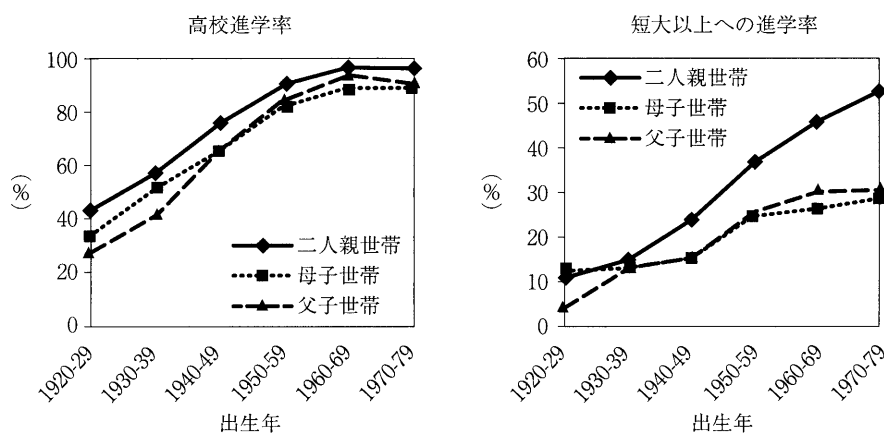 高校進学率
100
80
60
40
20
0
(%)
二人親世帯
母子世帯
父子世帯
1920-29
1930-39
1940-49
1950-59
1960-69
1970-79
出生年
短大以上への進学率
60
50
40
30
20
10
0
(%)
二人親世帯
母子世帯
父子世帯
1920-29
1930-39
1940-49
1950-59
1960-69
1970-79
出生年